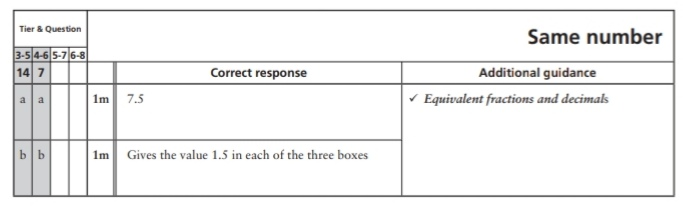 Tier & Question
Same number
3-5 4-6 5-7 6-8
14 7 Correct response Additional guidance
a a 1m 7.5 ✓ Equivalent fractions and decimals
b b 1m Gives the value 1.5 in each of the three boxes